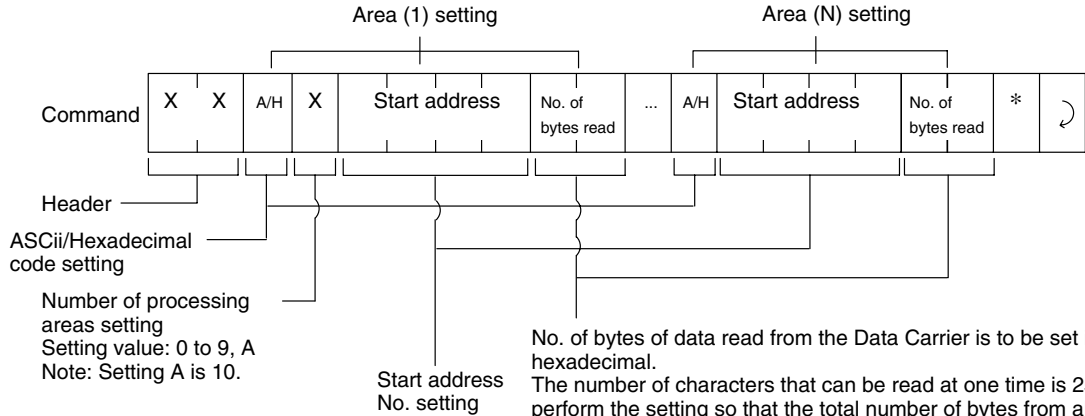 Area (1) setting Area (N) setting
Command X X A/H X Start address No. of bytes read ... A/H Start address No. of bytes read *
Header
ASCii/Hexadecimal
code setting
Number of processing
areas setting
Setting value: 0 to 9, A
Note: Setting A is 10.
Start address
No. setting
No. of bytes of data read from the Data Carrier is to be set
hexadecimal.
The number of characters that can be read at one time is 2
perform the setting so that the total number of bytes from a